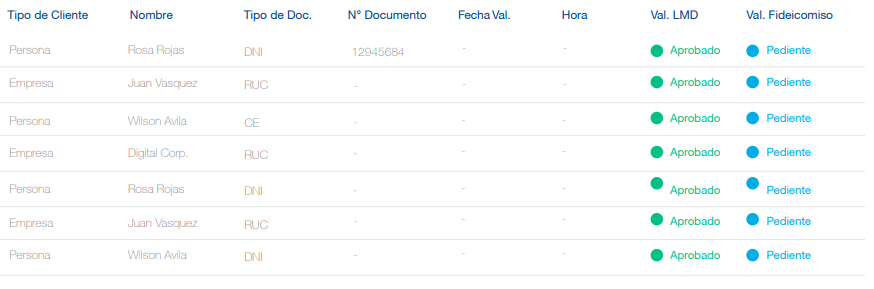 Tipo de Cliente Nombre Tipo de Doc. N° Documento Fecha Val. Hora Val. LMD Val. Fideicomiso
Persona Rosa Rojas DNI 12945684 - - Aprobado Pediente
Empresa Juan Vasquez RUC - - - Aprobado Pediente
Persona Wilson Avila CE - - - Aprobado Pediente
Empresa Digital Corp. RUC - - - Aprobado Pediente
Persona Rosa Rojas DNI - - - Aprobado Pediente
Empresa Juan Vasquez RUC - - - Aprobado Pediente
Persona Wilson Avila DNI - - - Aprobado Pediente